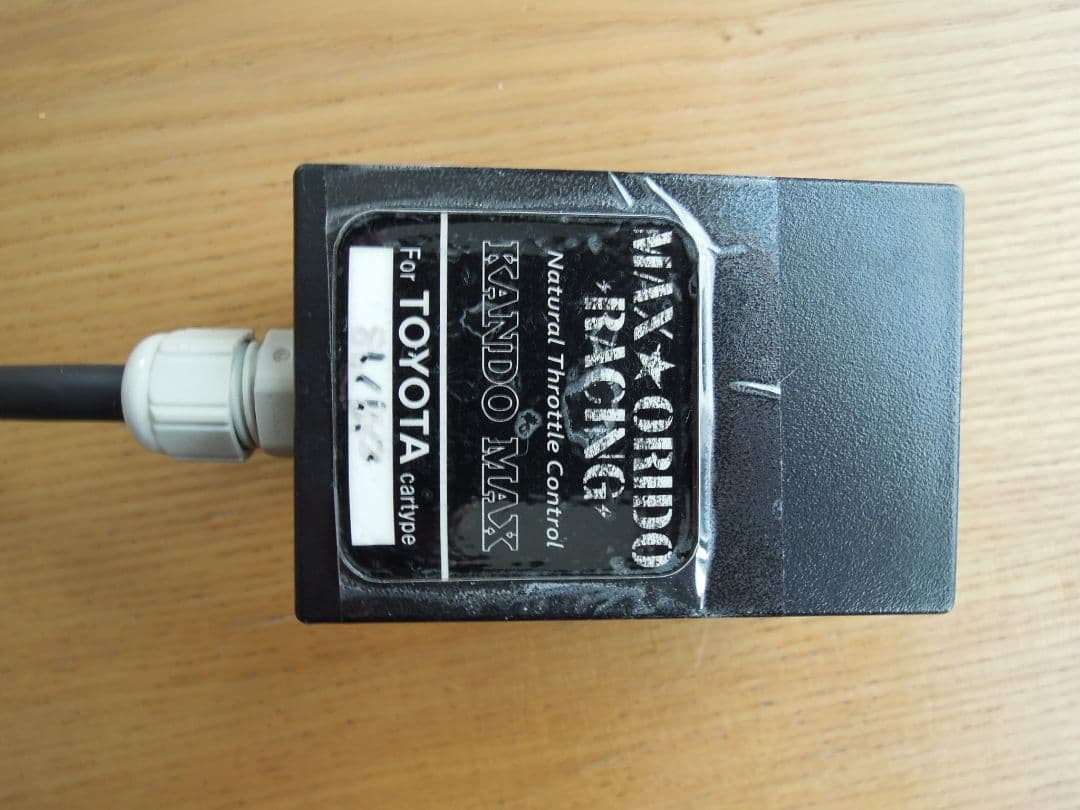 MAX★ORIDO
RACING
Natural Throttle Control
KANDO MAX
For TOYOTA cartype